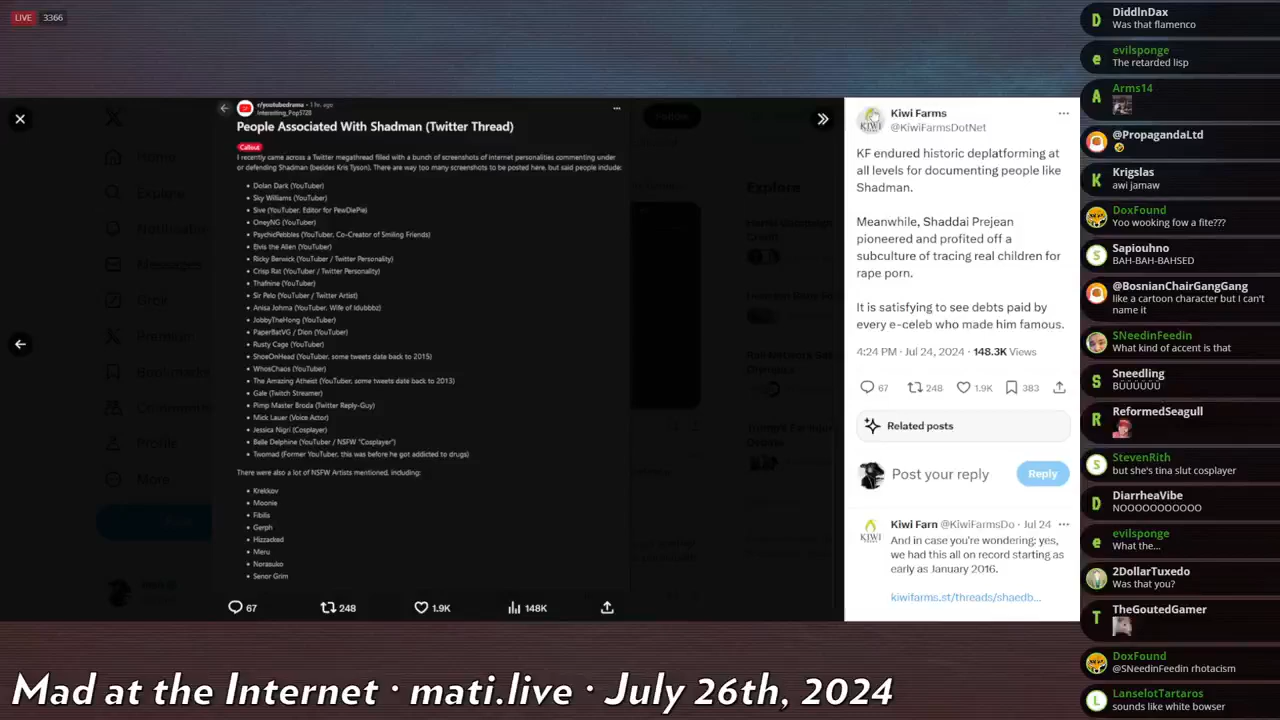 LIVE 3366
r/youtubedrama • 11hr. ago
Interesting_Pop5720
People Associated With Shadman (Twitter Thread)
Callout
I recently came across a Twitter megathread filled with a bunch of screenshots of internet personalities commenting under
or defending Shadman (besides Kris Tyson). There are way too many screenshots to be posted here, but said people include:
• Dolan Dark (YouTuber)
• Sky Williams (YouTuber)
• Sive (YouTuber, Editor for PewDiePie)
• OneyNG (YouTuber)
• PsychicPebbles (YouTuber, Co-Creator of Smiling Friends)
• Elvis the Alien (YouTuber)
• Ricky Berwick (YouTuber / Twitter Personality)
• Crisp Rat (YouTuber / Twitter Personality)
• Thafnine (YouTuber)
• Sir Pelo (YouTuber / Twitter Artist)
• Anisa Johma (YouTuber, Wife of Idubbbz)
• JobbyTheHong (YouTuber)
• PaperBatVG / Dion (YouTuber)
• Rusty Cage (YouTuber)
• ShoeOnHead (YouTuber, some tweets date back to 2015)
• WhosChaos (YouTuber)
• The Amazing Atheist (YouTuber, some tweets date back to 2013)
• Gale (Twitch Streamer)
• Pimp Master Broda (Twitter Reply-Guy)
• Mick Lauer (Voice Actor)
• Jessica Nigri (Cosplayer)
• Belle Delphine (YouTuber / NSFW "Cosplayer")
• Twomad (Former YouTuber, this was before he got addicted to drugs)
There were also a lot of NSFW Artists mentioned, including:
• Krekkov
• Moonie
• Fibilis
• Gerph
• Hizzacked
• Meru
• Norasuko
• Senor Grim
67 248 1.9K 148K
Home
Explore
Messages
Premium
Profile
More
Follow
Explore
Kiwi Farms
@KiwiFarmsDotNet
KF endured historic deplatforming at
all levels for documenting people like
Shadman.
Meanwhile, Shaddai Prejean
pioneered and profited off a
subculture of tracing real children for
rape porn.
It is satisfying to see debts paid by
every e-celeb who made him famous.
4:24 PM · Jul 24, 2024 · 148.3K Views
67 248 1.9K 383
Related posts
Post your reply Reply
Kiwi Farn @KiwiFarmsDo · Jul 24
And in case you're wondering: yes,
we had this all on record starting as
early as January 2016.
kiwifarms.st/threads/shaedb...
DiddlnDax
Was that flamenco
evilsponge
The retarded lisp
Arms14
@PropagandaLtd
Krigslas
awi jamaw
DoxFound
Yoo wooking fow a fite???
Sapiouhno
BAH-BAH-BAHSED
@BosnianChairGangGang
like a cartoon character but I can't
name it
SNeedinFeedin
What kind of accent is that
Sneedling
BUUUUUU
ReformedSeagull
StevenRith
but she'sa tina slut cosplayer
DiarrheaVibe
NOOOOOOOOOOO
evilsponge
What the...
2DollarTuxedo
Was that you?
TheGoutedGamer
DoxFound
@SNeedinFeedin rhotacism
LanselotTartaros
sounds like white bowser
Mad at the Internet · mati.live · July 26th, 2024